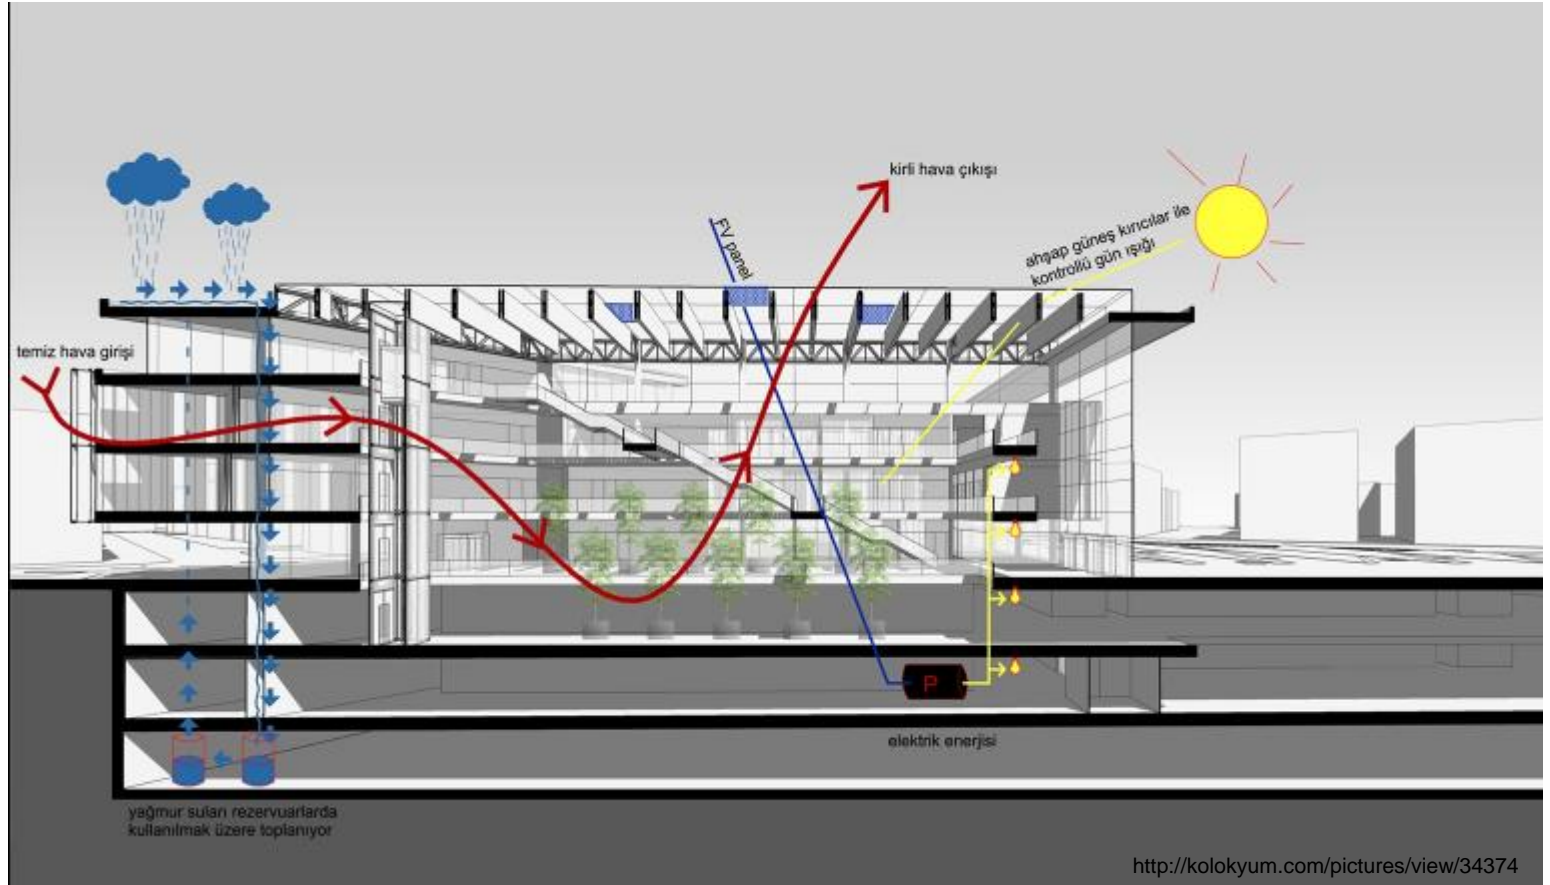 kirli hava çıkışı
FV panel
ahşap güneş kırıcılar ile
kontrollü gün ışığı
temiz hava girişi
P
elektrik enerjisi
yağmur suları rezervuarlarda
kullanılmak üzere toplanıyor
http://kolokyum.com/pictures/view/34374